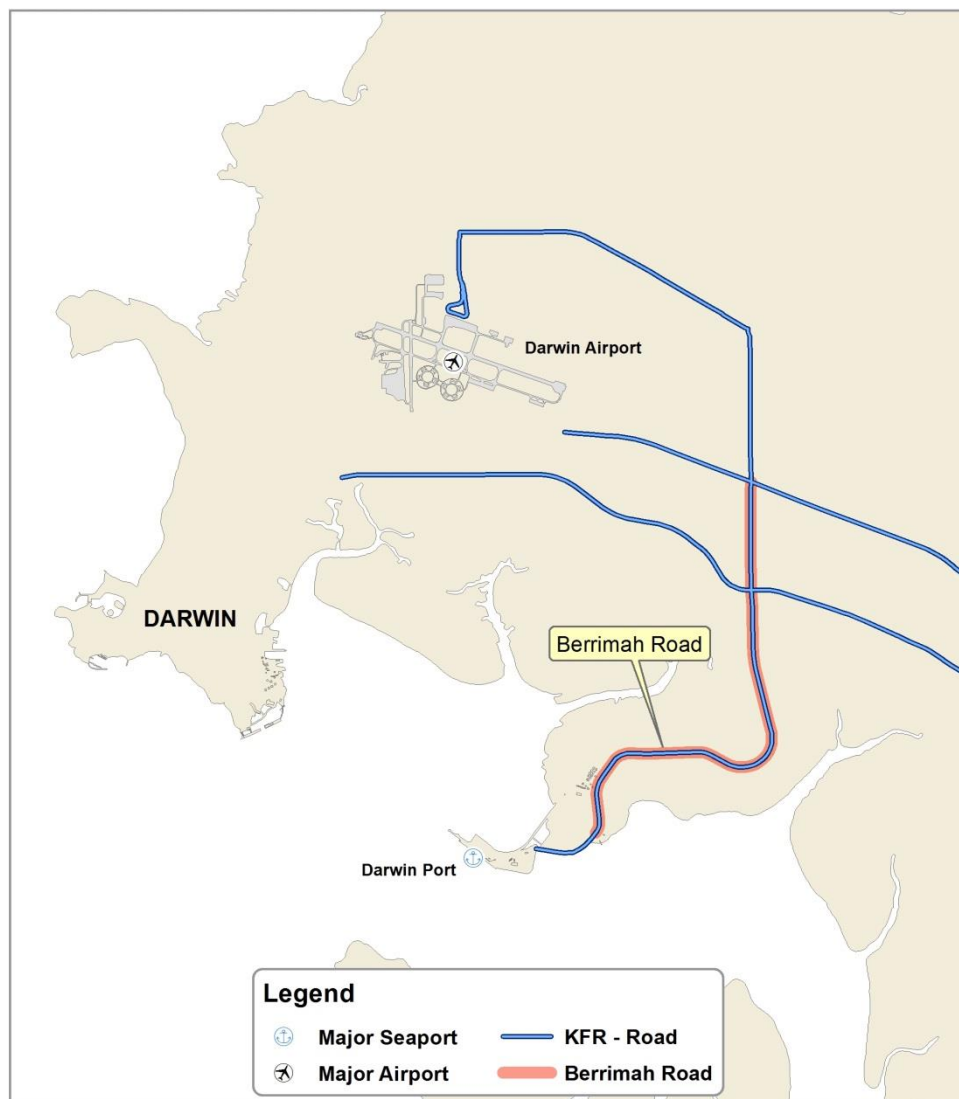 Darwin Airport
DARWIN
Berrimah Road
Darwin Port
Legend
Major Seaport
KFR - Road
Major Airport
Berrimah Road